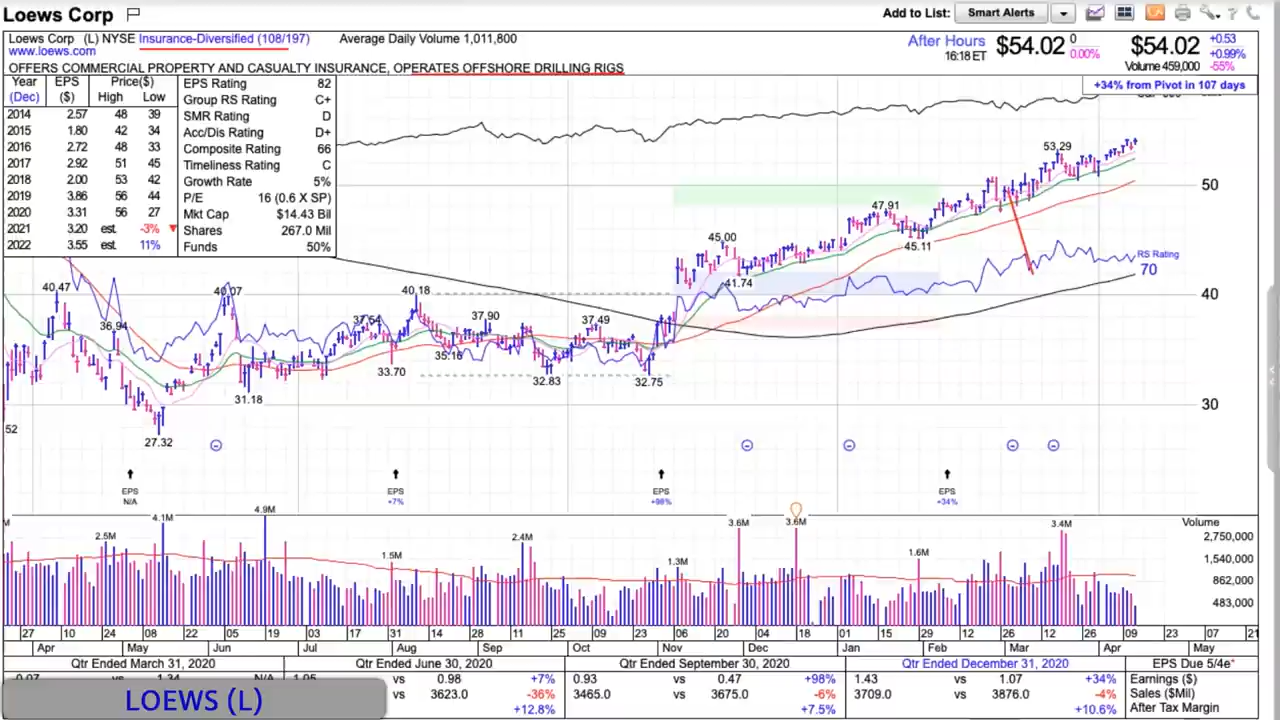 Loews Corp
Add to List: Smart Alerts
Loews Corp (L) NYSE Insurance-Diversified (108/197) Average Daily Volume 1,011,800
www.loews.com
After Hours
16:18 ET
$54.02 0
0.00%
$54.02 +0.53
+0.99%
Volume 459,000 -55%
OFFERS COMMERCIAL PROPERTY AND CASUALTY INSURANCE, OPERATES OFFSHORE DRILLING RIGS
+34% from Pivot in 107 days
Year EPS Price($)
(Dec) ($) High Low
2014 2.57 48 39
2015 1.80 42 34
2016 2.72 48 33
2017 2.92 51 45
2018 2.00 53 42
2019 3.86 56 44
2020 3.31 56 27
2021 3.20 est. -3%
2022 3.55 est. 11%
EPS Rating 82
Group RS Rating C+
SMR Rating D
Acc/Dis Rating D+
Composite Rating 66
Timeliness Rating C
Growth Rate 5%
P/E 16 (0.6 X SP)
Mkt Cap $14.43 Bil
Shares 267.0 Mil
Funds 50%
53.29
50
47.91
45.00
45.11
41.74
RS Rating
70
40.47
40.07
40.18
40
36.94
37.54
37.90
37.49
35.16
33.70
32.83
32.75
31.18
30
52
27.32
EPS EPS EPS EPS
N/A +7% +98% +34%
M 2.5M 4.1M 4.9M 1.5M 2.4M 1.3M 3.6M 3.6M 1.6M 3.4M
Volume
2,750,000
1,540,000
862,000
483,000
27 10 24 08 22 05 19 03 17 31 14 28 11 25 09 23 06 20 04 18 01 15 29 12 26 12 26 09 23 07 21
Apr May Jun Jul Aug Sep Oct Nov Dec Jan Feb Mar Apr May
Qtr Ended March 31, 2020 Qtr Ended June 30, 2020 Qtr Ended September 30, 2020 Qtr Ended December 31, 2020 EPS Due 5/4e*
vs 1.34 N/A 1.05 vs 0.98 +7% 0.93 vs 0.47 +98% 1.43 vs 1.07 +34% Earnings ($)
vs 3623.0 -36% 3465.0 vs 3675.0 -6% 3709.0 vs 3876.0 -4% Sales ($Mil)
+12.8% +7.5% +10.6% After Tax Margin
LOEWS (L)